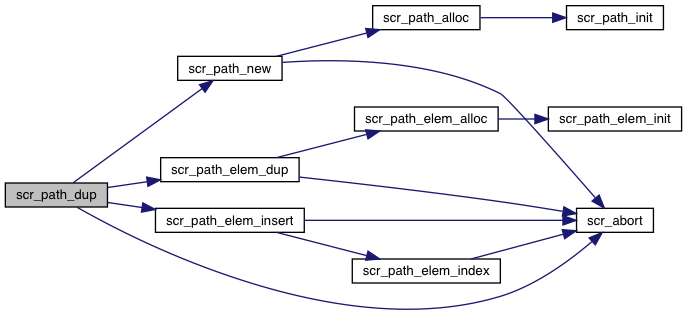 scr_path_alloc
scr_path_init
scr_path_new
scr_path_elem_alloc
scr_path_elem_init
scr_path_elem_dup
scr_path_dup
scr_path_elem_insert
scr_abort
scr_path_elem_index